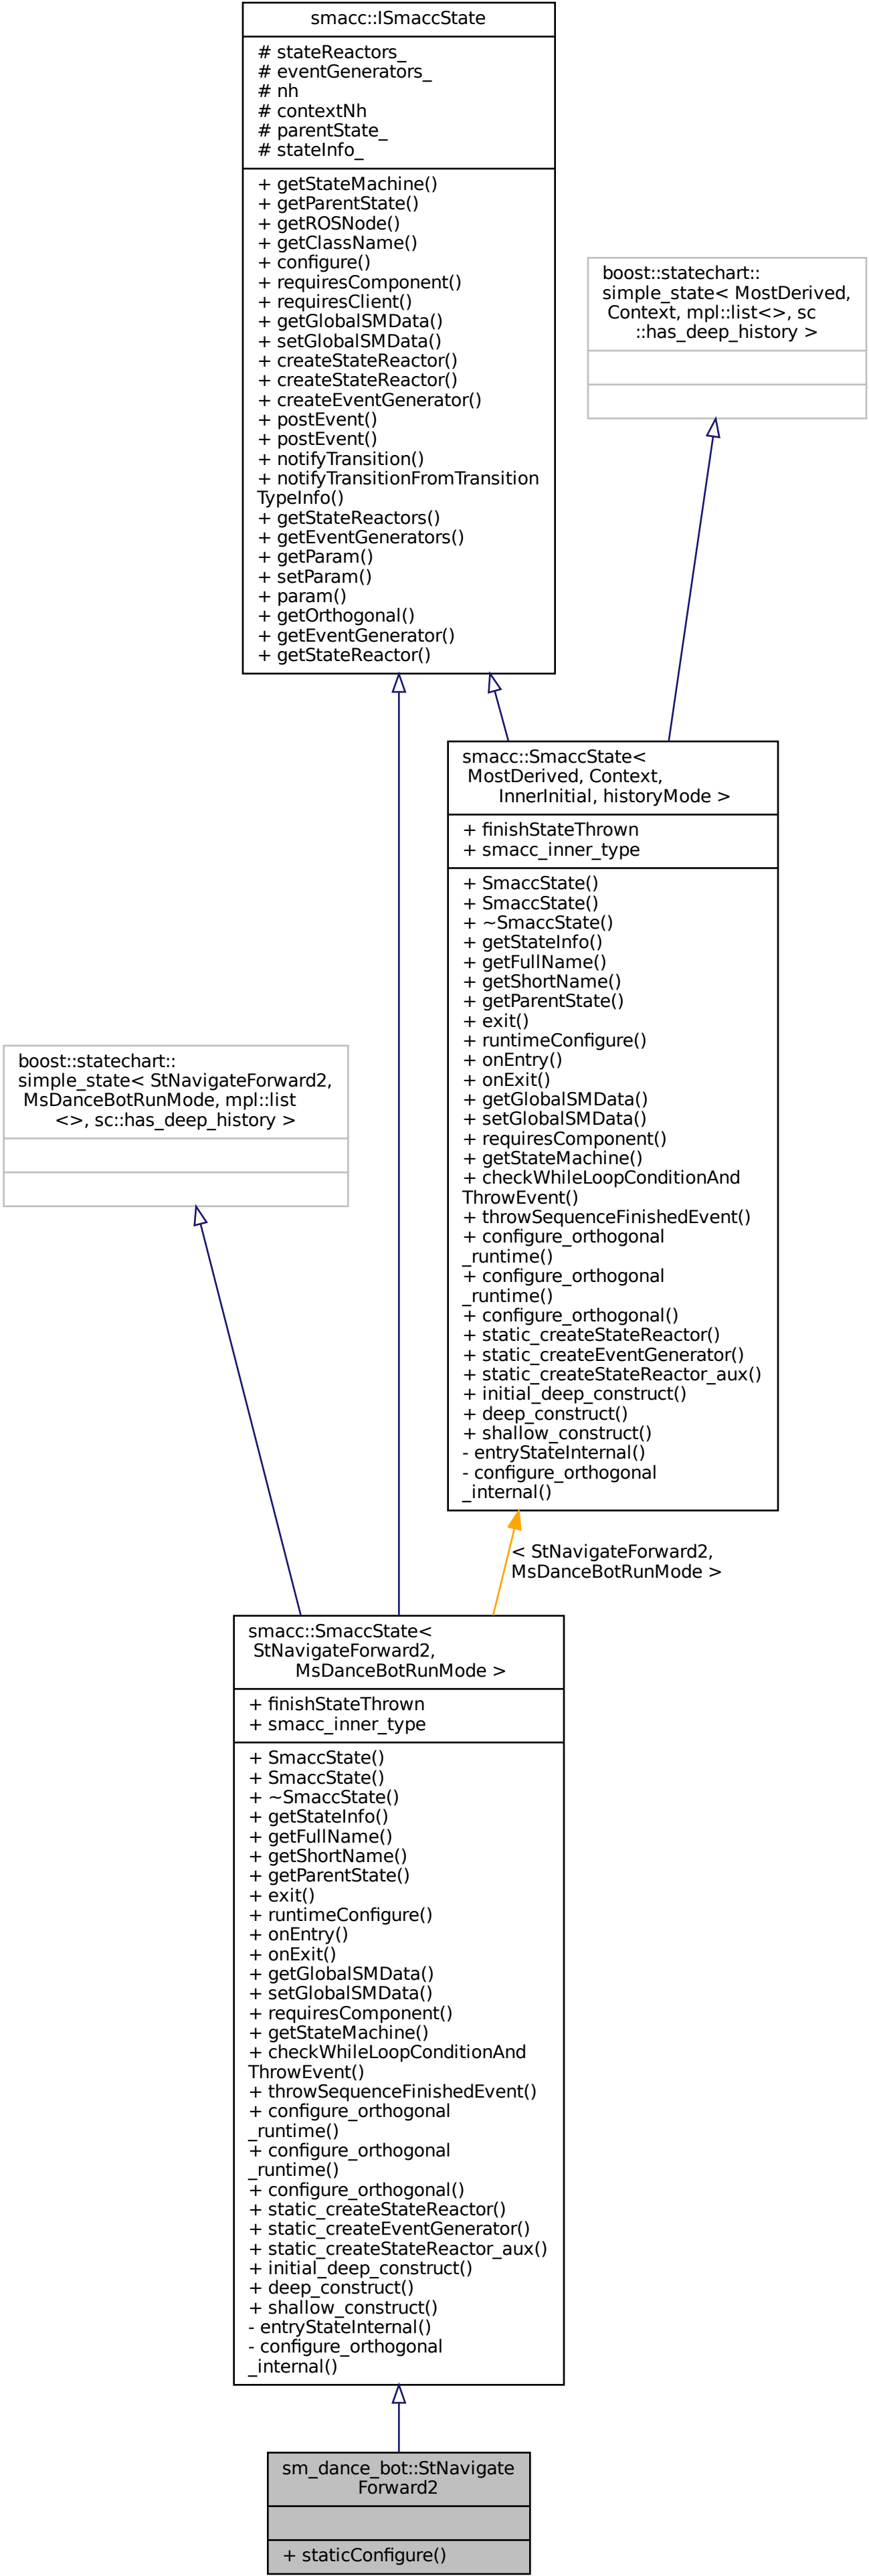 smacc::ISmaccState
# stateReactors_
# eventGenerators_
# nh
# contextNh
# parentState_
# stateInfo_
+ getStateMachine()
+ getParentState()
+ getROSNode()
+ getClassName()
+ configure()
+ requiresComponent()
+ requiresClient()
+ getGlobalSMData()
+ setGlobalSMData()
+ createStateReactor()
+ createStateReactor()
+ createEventGenerator()
+ postEvent()
+ postEvent()
+ notifyTransition()
+ notifyTransitionFromTransition
TypeInfo()
+ getStateReactors()
+ getEventGenerators()
+ getParam()
+ setParam()
+ param()
+ getOrthogonal()
+ getEventGenerator()
+ getStateReactor()
boost::statechart::
simple_state< MostDerived,
Context, mpl::list<>, sc
::has_deep_history >
smacc::SmaccState<
MostDerived, Context,
InnerInitial, historyMode >
+ finishStateThrown
+ smacc_inner_type
+ SmaccState()
+ SmaccState()
+ ~SmaccState()
+ getStateInfo()
+ getFullName()
+ getShortName()
+ getParentState()
+ exit()
+ runtimeConfigure()
+ onEntry()
+ onExit()
+ getGlobalSMData()
+ setGlobalSMData()
+ requiresComponent()
+ getStateMachine()
+ checkWhileLoopConditionAnd
ThrowEvent()
+ throwSequenceFinishedEvent()
+ configure_orthogonal
_runtime()
+ configure_orthogonal
_runtime()
+ configure_orthogonal()
+ static_createStateReactor()
+ static_createEventGenerator()
+ static_createStateReactor_aux()
+ initial_deep_construct()
+ deep_construct()
+ shallow_construct()
- entryStateInternal()
- configure_orthogonal
_internal()
boost::statechart::
simple_state< StNavigateForward2,
MsDanceBotRunMode, mpl::list
<>, sc::has_deep_history >
< StNavigateForward2,
MsDanceBotRunMode >
smacc::SmaccState<
StNavigateForward2,
MsDanceBotRunMode >
+ finishStateThrown
+ smacc_inner_type
+ SmaccState()
+ SmaccState()
+ ~SmaccState()
+ getStateInfo()
+ getFullName()
+ getShortName()
+ getParentState()
+ exit()
+ runtimeConfigure()
+ onEntry()
+ onExit()
+ getGlobalSMData()
+ setGlobalSMData()
+ requiresComponent()
+ getStateMachine()
+ checkWhileLoopConditionAnd
ThrowEvent()
+ throwSequenceFinishedEvent()
+ configure_orthogonal
_runtime()
+ configure_orthogonal
_runtime()
+ configure_orthogonal()
+ static_createStateReactor()
+ static_createEventGenerator()
+ static_createStateReactor_aux()
+ initial_deep_construct()
+ deep_construct()
+ shallow_construct()
- entryStateInternal()
- configure_orthogonal
_internal()
sm_dance_bot::StNavigate
Forward2
+ staticConfigure()